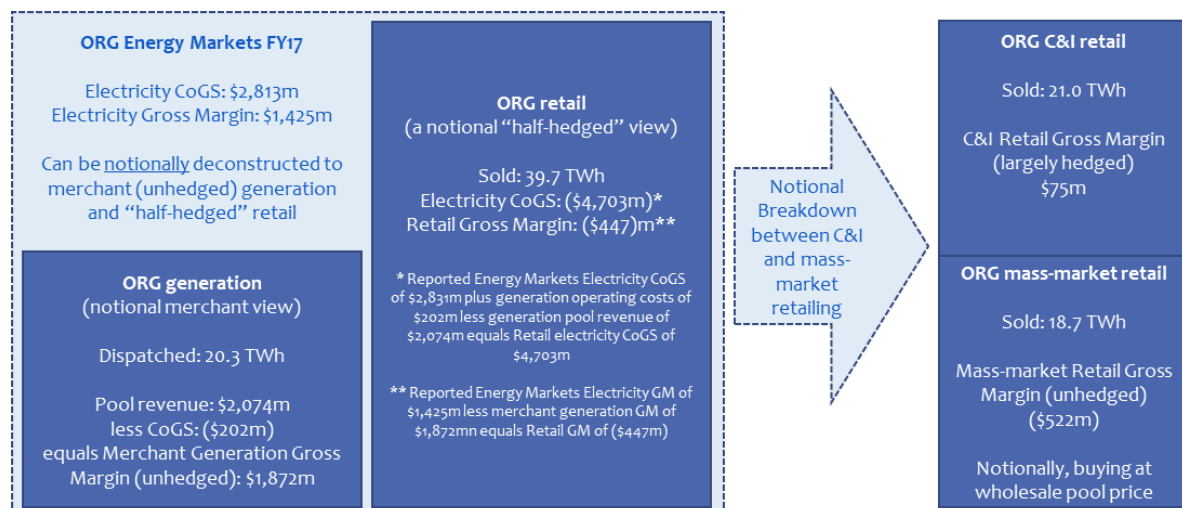 ORG Energy Markets FY17
Electricity CoGS: $2,813m
Electricity Gross Margin: $1,425m
Can be notionally deconstructed to
merchant (unhedged) generation
and “half-hedged” retail
ORG generation
(notional merchant view)
Dispatched: 20.3 TWh
Pool revenue: $2,074m
less CoGS: ($202m)
equals Merchant Generation Gross
Margin (unhedged): $1,872m
ORG retail
(a notional “half-hedged” view)
Sold: 39.7 TWh
Electricity CoGS: ($4,703m)*
Retail Gross Margin: ($447)m**
* Reported Energy Markets Electricity CoGS
of $2,831m plus generation operating costs of
$202m less generation pool revenue of
$2,074m equals Retail electricity CoGS of
$4,703m
** Reported Energy Markets Electricity GM of
$1,425m less merchant generation GM of
$1,872mn equals Retail GM of ($447m)
Notional
Breakdown
between C&I
and mass-
market
retailing
ORG C&I retail
Sold: 21.0 TWh
C&I Retail Gross Margin
(largely hedged)
$75m
ORG mass-market retail
Sold: 18.7 TWh
Mass-market Retail Gross
Margin (unhedged)
($522m)
Notionally, buying at
wholesale pool price